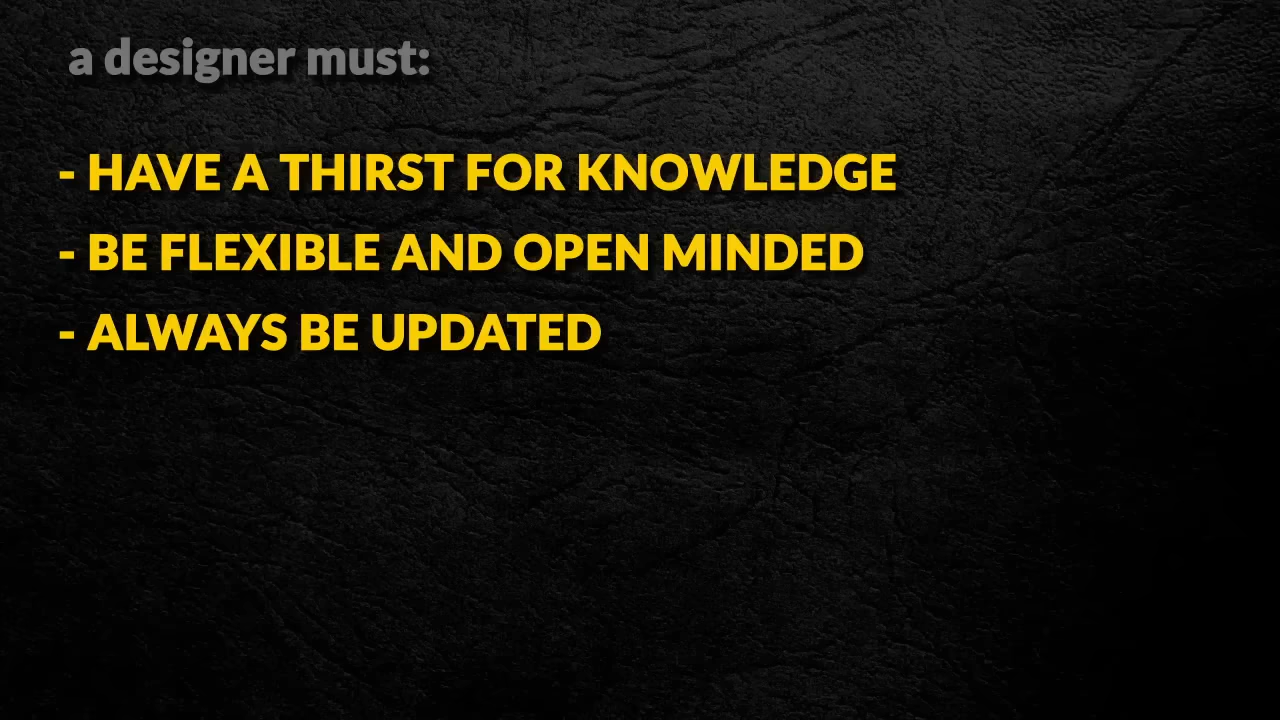 a designer must:
- HAVE A THIRST FOR KNOWLEDGE
- BE FLEXIBLE AND OPEN MINDED
- ALWAYS BE UPDATED